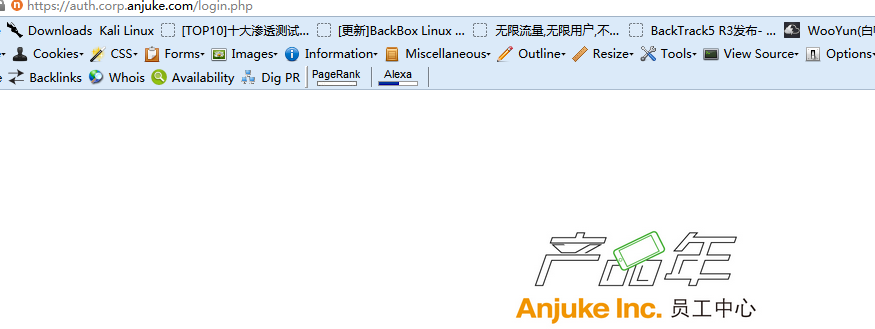 https://auth.corp.anjuke.com/login.php
Downloads Kali Linux [TOP10]十大渗透测试... [更新]BackBox Linux ... 无限流量,无限用户,不... BackTrack5 R3发布- ... WooYun(白
Cookies CSS Forms Images Information Miscellaneous Outline Resize Tools View Source Options
Backlinks Whois Availability Dig PR PageRank Alexa
产品年
Anjuke Inc. 员工中心